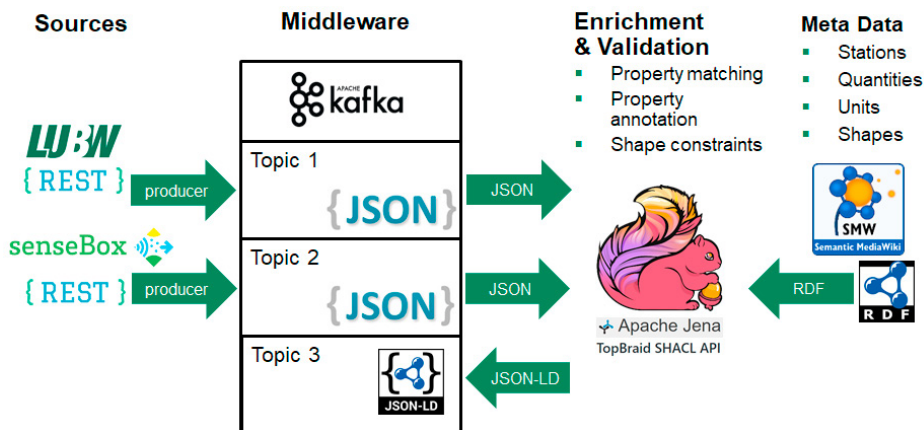 Sources
Middleware
Enrichment
& Validation
Meta Data
▪ Property matching
▪ Property
annotation
▪ Shape constraints
▪ Stations
▪ Quantities
▪ Units
▪ Shapes
APACHE
kafka
LUBW
{ REST }
producer
Topic 1
{JSON}
JSON
senseBox
{ REST }
producer
Topic 2
{JSON}
JSON
Topic 3
{ }
JSON-LD
JSON-LD
Apache Jena
TopBraid SHACL API
RDF
SMW
Semantic MediaWiki
RDF